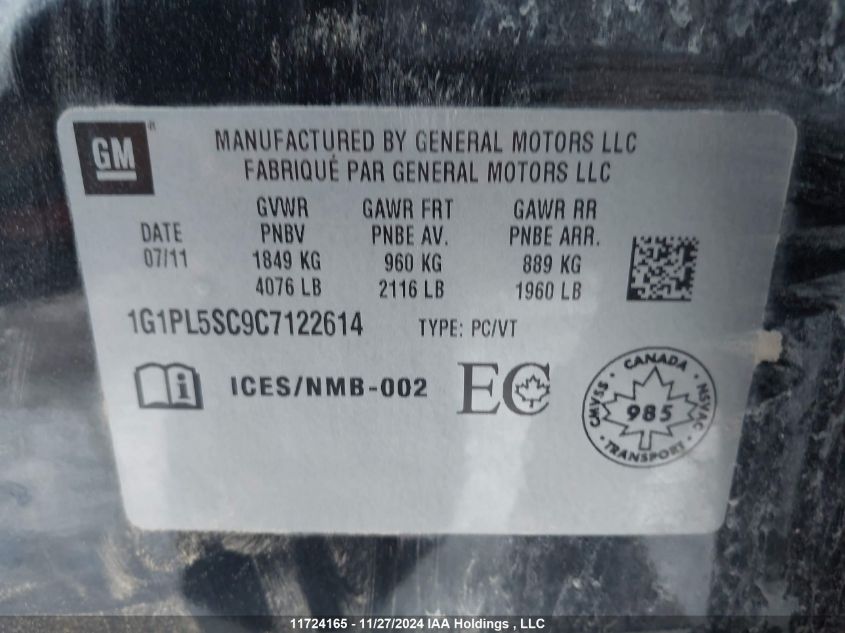 GM
MANUFACTURED BY GENERAL MOTORS LLC
FABRIQUÉ PAR GENERAL MOTORS LLC
GVWR GAWR FRT GAWR RR
DATE PNBV PNBE AV. PNBE ARR.
07/11 1849 KG 960 KG 889 KG
4076 LB 2116 LB 1960 LB
1G1PL5SC9C7122614 TYPE: PC/VT
i ICES/NMB-002 EC
CANADA
CMVSS 985 NSVAC
TRANSPORT
11724165 - 11/27/2024 IAA Holdings , LLC